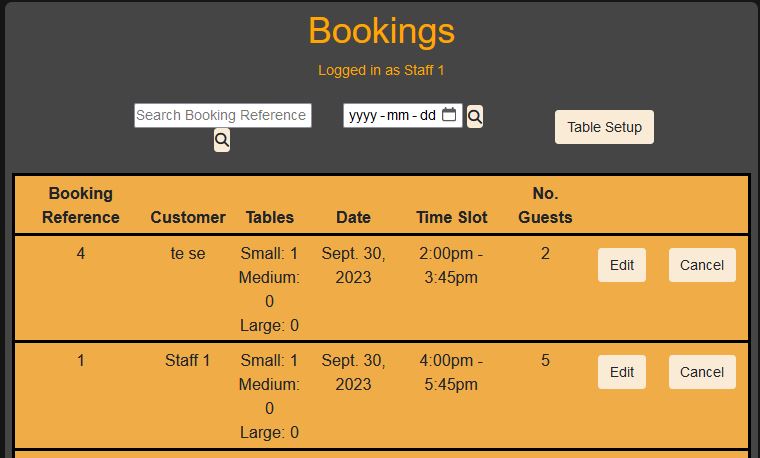 Bookings
Logged in as Staff 1
Search Booking Reference
yyyy-mm-dd
Table Setup
Booking Reference Customer Tables Date Time Slot No. Guests
4 te se Small: 1 Sept. 30, 2:00pm - 2 Edit Cancel
Medium: 2023 3:45pm
0
Large: 0
1 Staff 1 Small: 1 Sept. 30, 4:00pm - 5 Edit Cancel
Medium: 2023 5:45pm
0
Large: 0